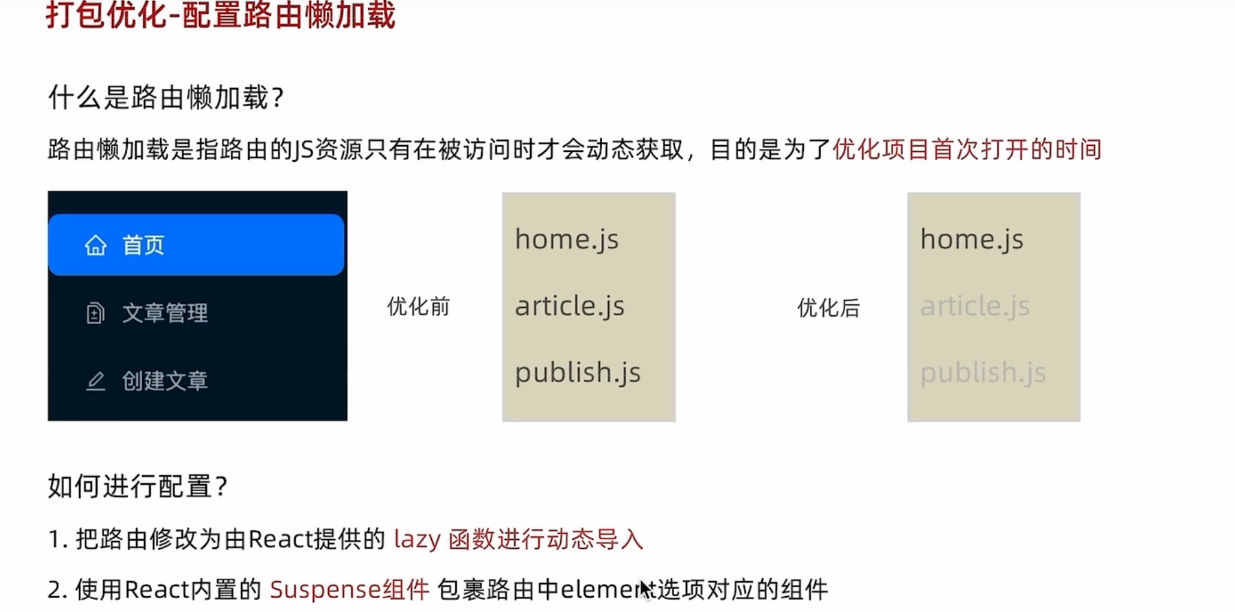 打包优化-配置路由懒加载
什么是路由懒加载？
路由懒加载是指路由的JS资源只有在被访问时才会动态获取，目的是为了优化项目首次打开的时间
首页
文章管理
创建文章
优化前
home.js
article.js
publish.js
优化后
home.js
article.js
publish.js
如何进行配置？
1. 把路由修改为由React提供的 lazy 函数进行动态导入
2. 使用React内置的 Suspense组件 包裹路由中element选项对应的组件